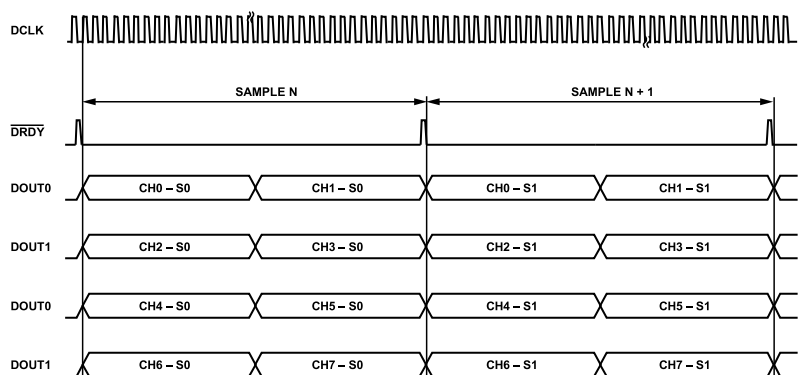 DCLK
SAMPLE N SAMPLE N + 1
DRDY
DOUT0 CH0 – S0 CH1 – S0 CH0 – S1 CH1 – S1
DOUT1 CH2 – S0 CH3 – S0 CH2 – S1 CH3 – S1
DOUT0 CH4 – S0 CH5 – S0 CH4 – S1 CH5 – S1
DOUT1 CH6 – S0 CH7 – S0 CH6 – S1 CH7 – S1